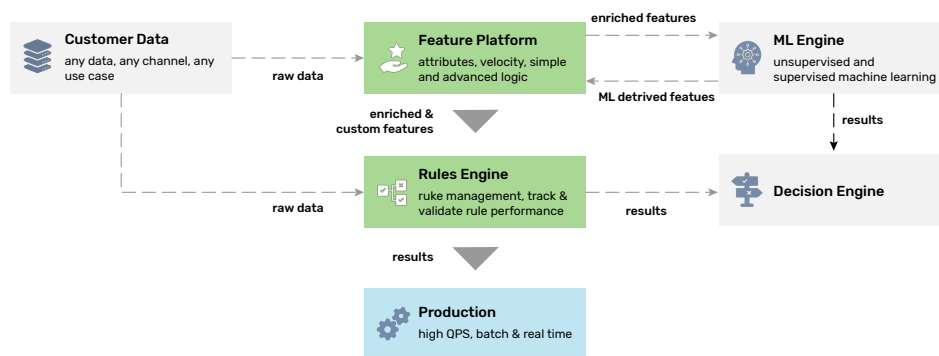 enriched features
Customer Data
any data, any channel, any
use case
raw data
Feature Platform
attributes, velocity, simple
and advanced logic
ML Engine
unsupervised and
supervised machine learning
ML detrived featues
enriched &
custom features
results
Rules Engine
ruke management, track &
validate rule performance
raw data
results
Decision Engine
results
Production
high QPS, batch & real time